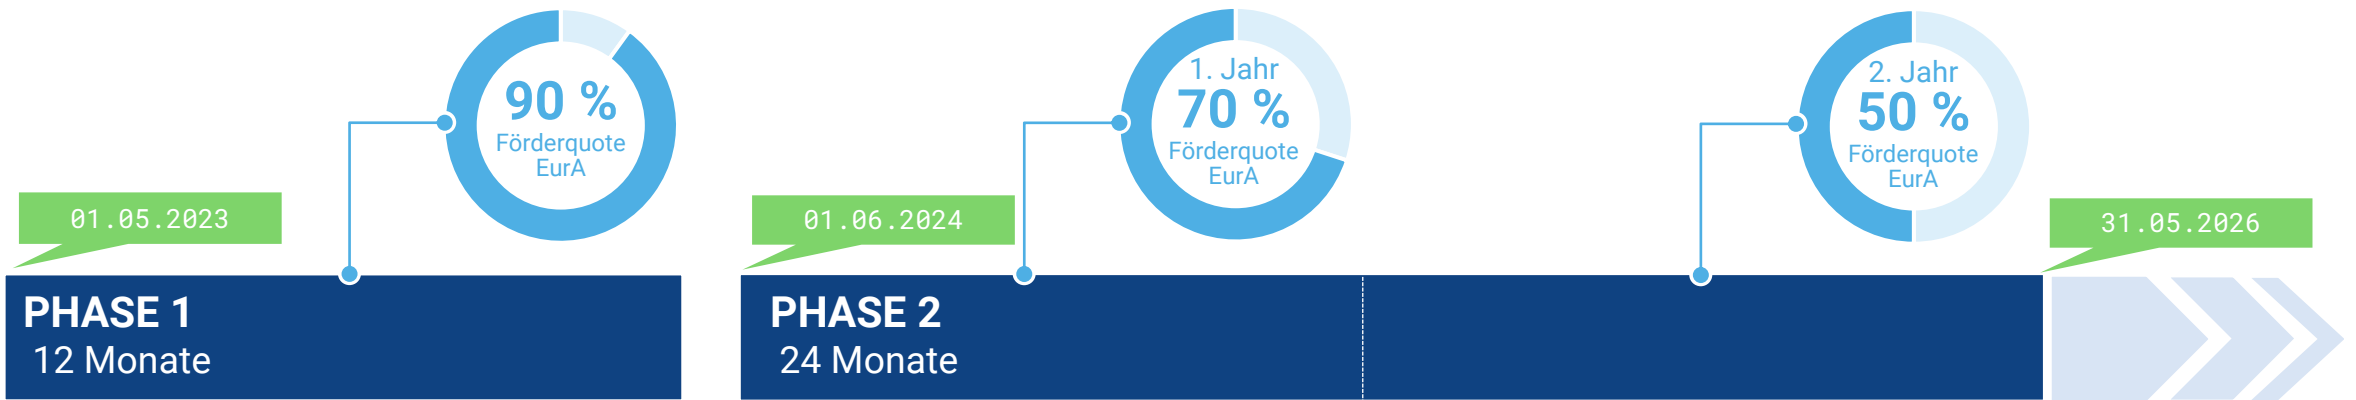 90 %
Förderquote
EurA
01.05.2023
PHASE 1
12 Monate
1. Jahr
70 %
Förderquote
EurA
01.06.2024
PHASE 2
24 Monate
2. Jahr
50 %
Förderquote
EurA
31.05.2026